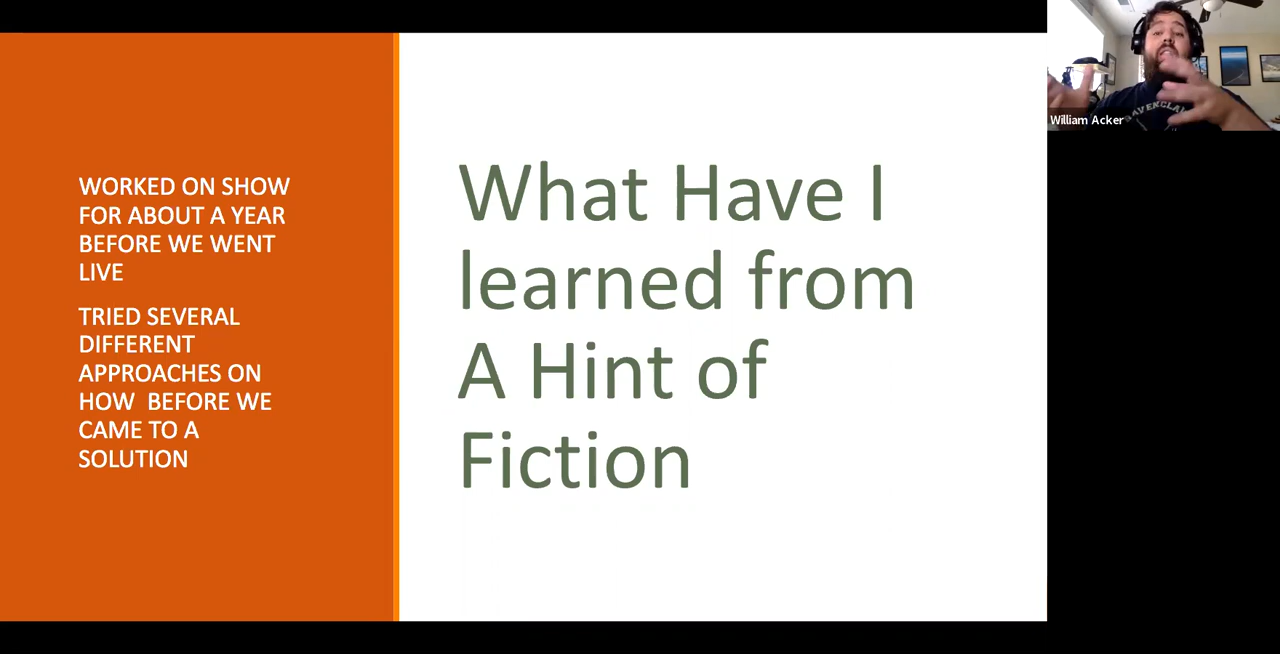 WORKED ON SHOW
FOR ABOUT A YEAR
BEFORE WE WENT
LIVE
TRIED SEVERAL
DIFFERENT
APPROACHES ON
HOW  BEFORE WE
CAME TO A
SOLUTION
What Have I
learned from
A Hint of
Fiction
William Acker